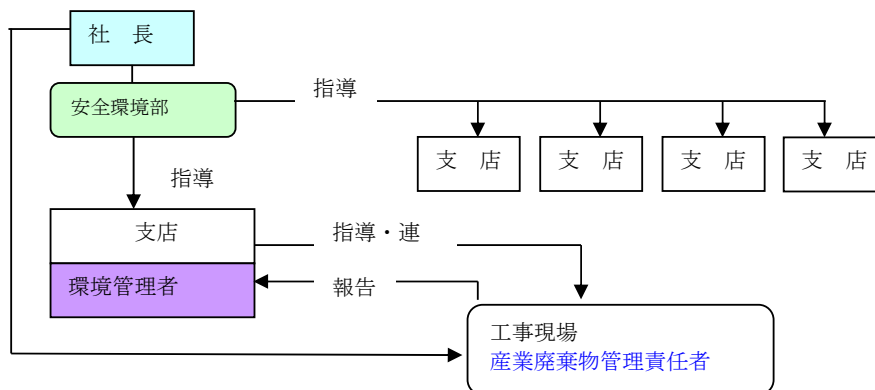 社　長
安全環境部
指導
支　店
支　店
支　店
支　店
指導
支店
環境管理者
指導・連
報告
工事現場
産業廃棄物管理責任者